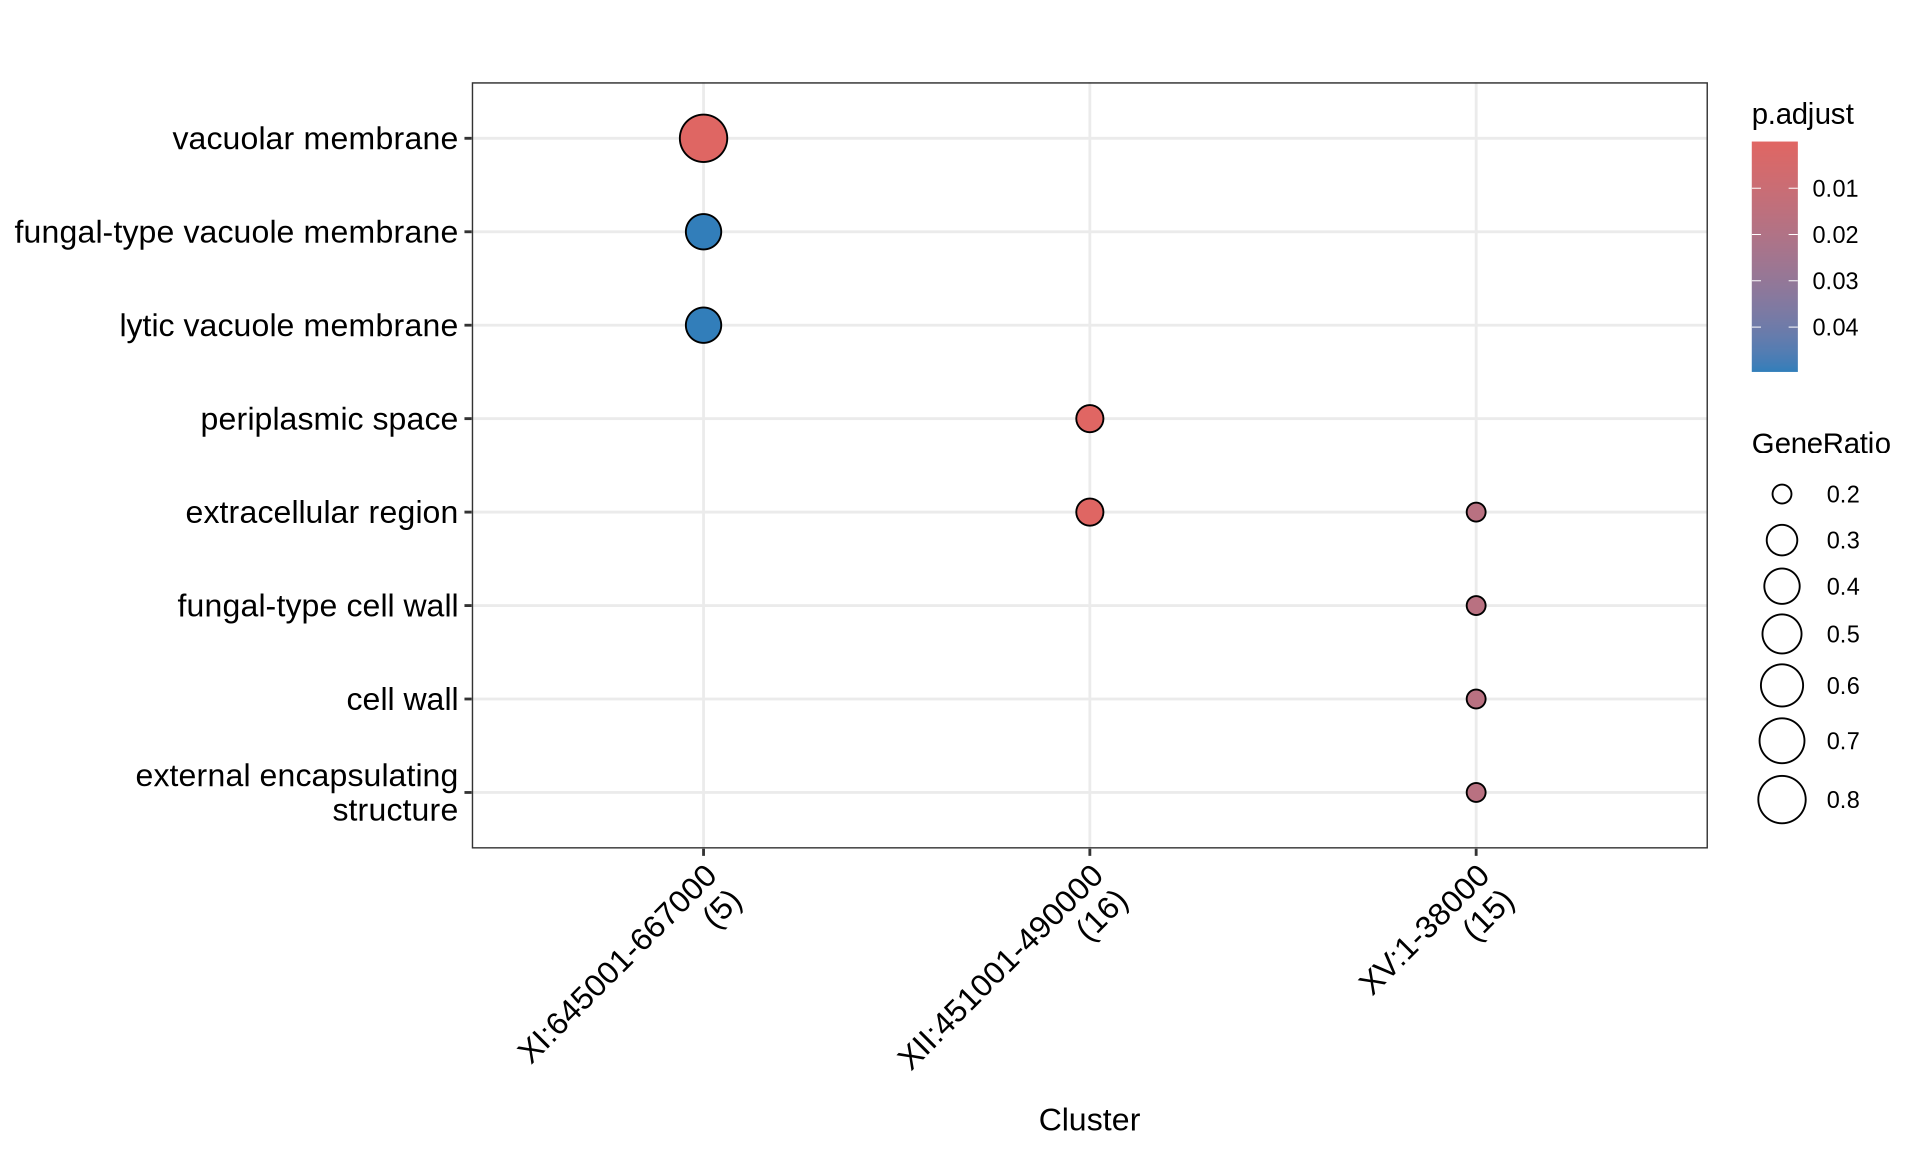 vacuolar membrane
fungal-type vacuole membrane
lytic vacuole membrane
periplasmic space
extracellular region
fungal-type cell wall
cell wall
external encapsulating
structure
XI:645001-667000
(5)
XII:451001-490000
(16)
XV:1-38000
(15)
Cluster
p.adjust
0.01
0.02
0.03
0.04
GeneRatio
0.2
0.3
0.4
0.5
0.6
0.7
0.8